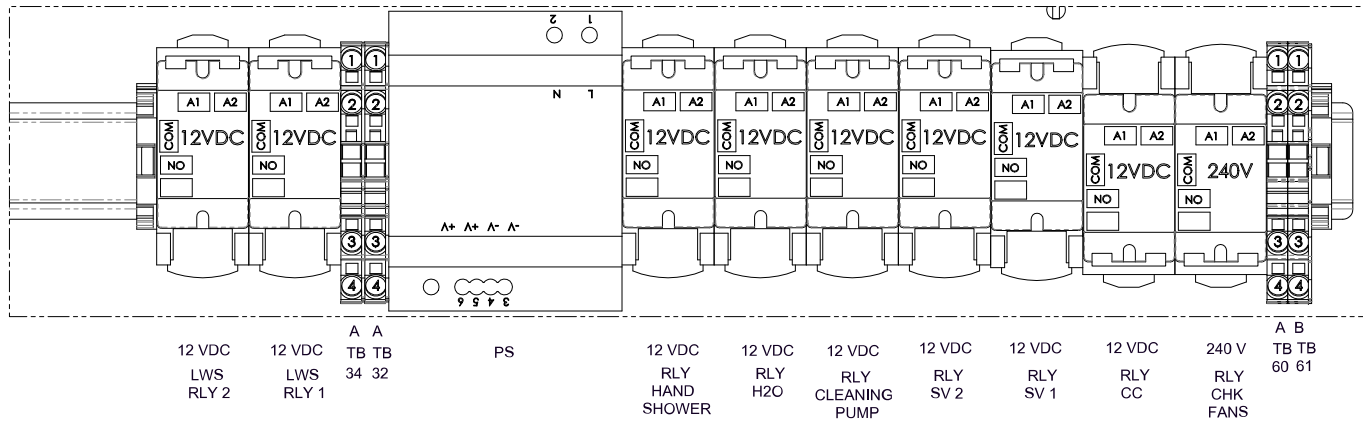 2 1
N L
1 1 1 1
2 2 2 2
A1 A2 A1 A2 A1 A2 A1 A2 A1 A2 A1 A2 A1 A2 A1 A2 A1 A2
COM 12VDC COM 12VDC COM 12VDC COM 12VDC COM 12VDC COM 12VDC COM 12VDC COM 12VDC COM 240V
NO NO NO NO NO NO NO NO NO
V+ V+ V- V-
3 3 3 3
4 4 4 4
6 5 4 3
12 VDC
LWS
RLY 2
12 VDC
LWS
RLY 1
A A
TB TB
34 32
PS
12 VDC
RLY
HAND
SHOWER
12 VDC
RLY
H2O
12 VDC
RLY
CLEANING
PUMP
12 VDC
RLY
SV 2
12 VDC
RLY
SV 1
12 VDC
RLY
CC
240 V
RLY
CHK
FANS
A B
TB TB
60 61